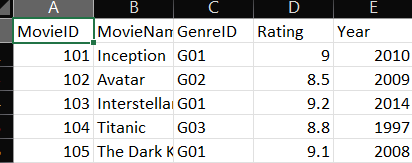 A B C D E
MovieID MovieNam GenreID Rating Year
101 Inception G01 9 2010
102 Avatar G02 8.5 2009
103 Interstella G01 9.2 2014
104 Titanic G03 8.8 1997
105 The Dark K G01 9.1 2008